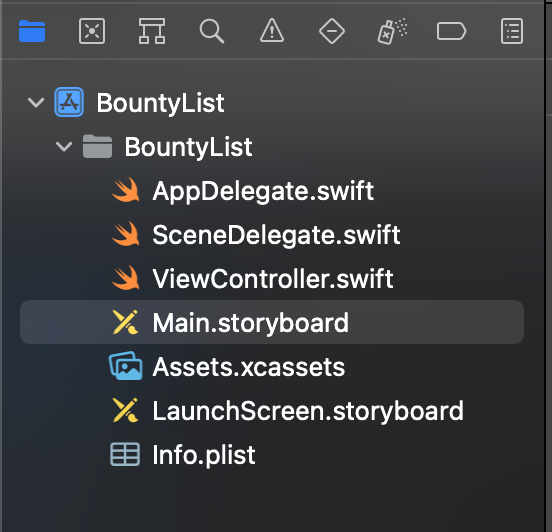 BountyList
BountyList
AppDelegate.swift
SceneDelegate.swift
ViewController.swift
Main.storyboard
Assets.xcassets
LaunchScreen.storyboard
Info.plist